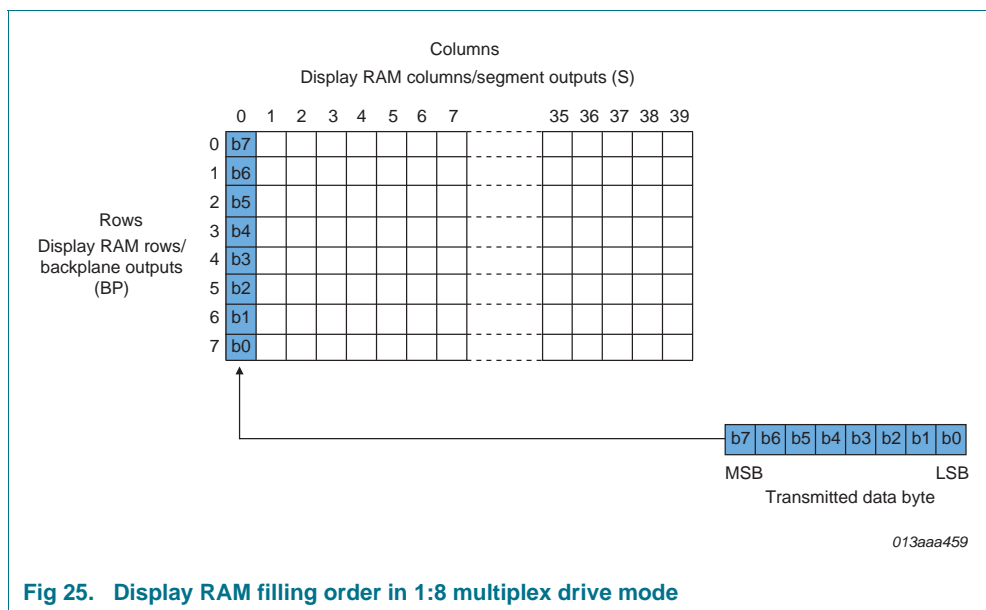 Columns
Display RAM columns/segment outputs (S)
0 1 2 3 4 5 6 7 35 36 37 38 39
0 b7
1 b6
2 b5
3 b4
4 b3
5 b2
6 b1
7 b0
Rows
Display RAM rows/
backplane outputs
(BP)
b7 b6 b5 b4 b3 b2 b1 b0
MSB LSB
Transmitted data byte
013aaa459
Fig 25. Display RAM filling order in 1:8 multiplex drive mode